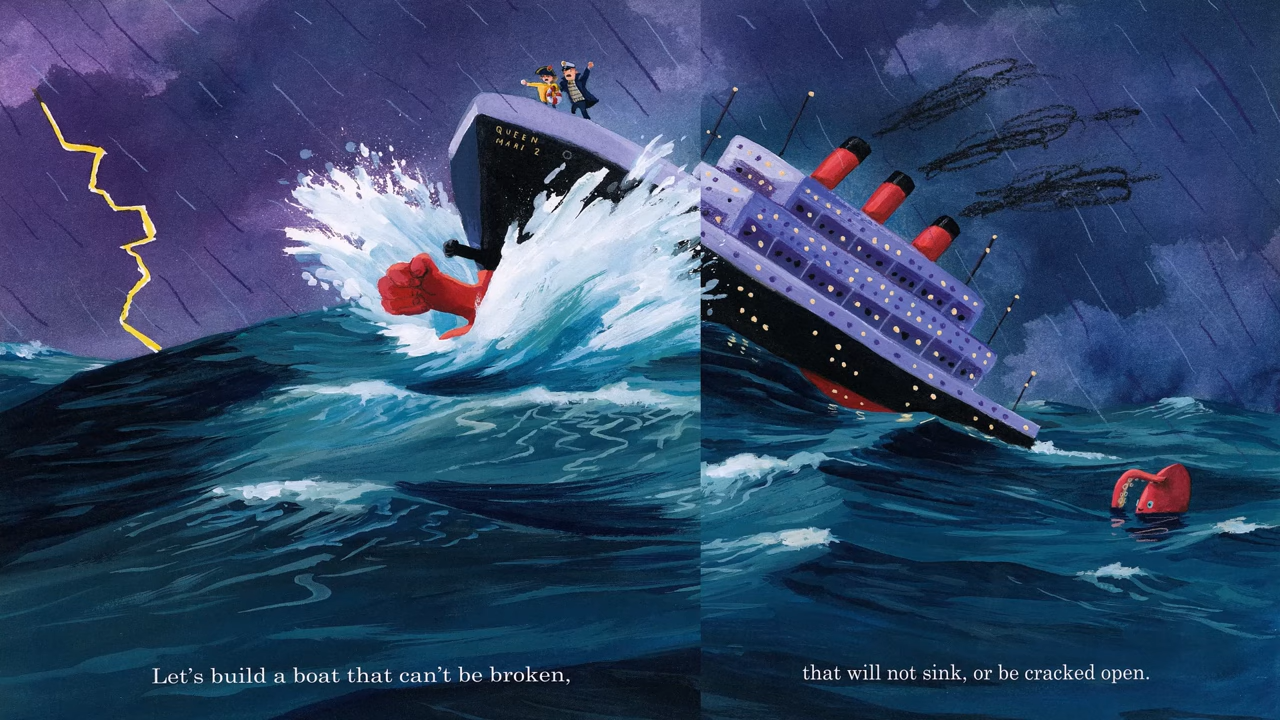 QUEEN
MARI 2
Let's build a boat that can't be broken,
that will not sink, or be cracked open.